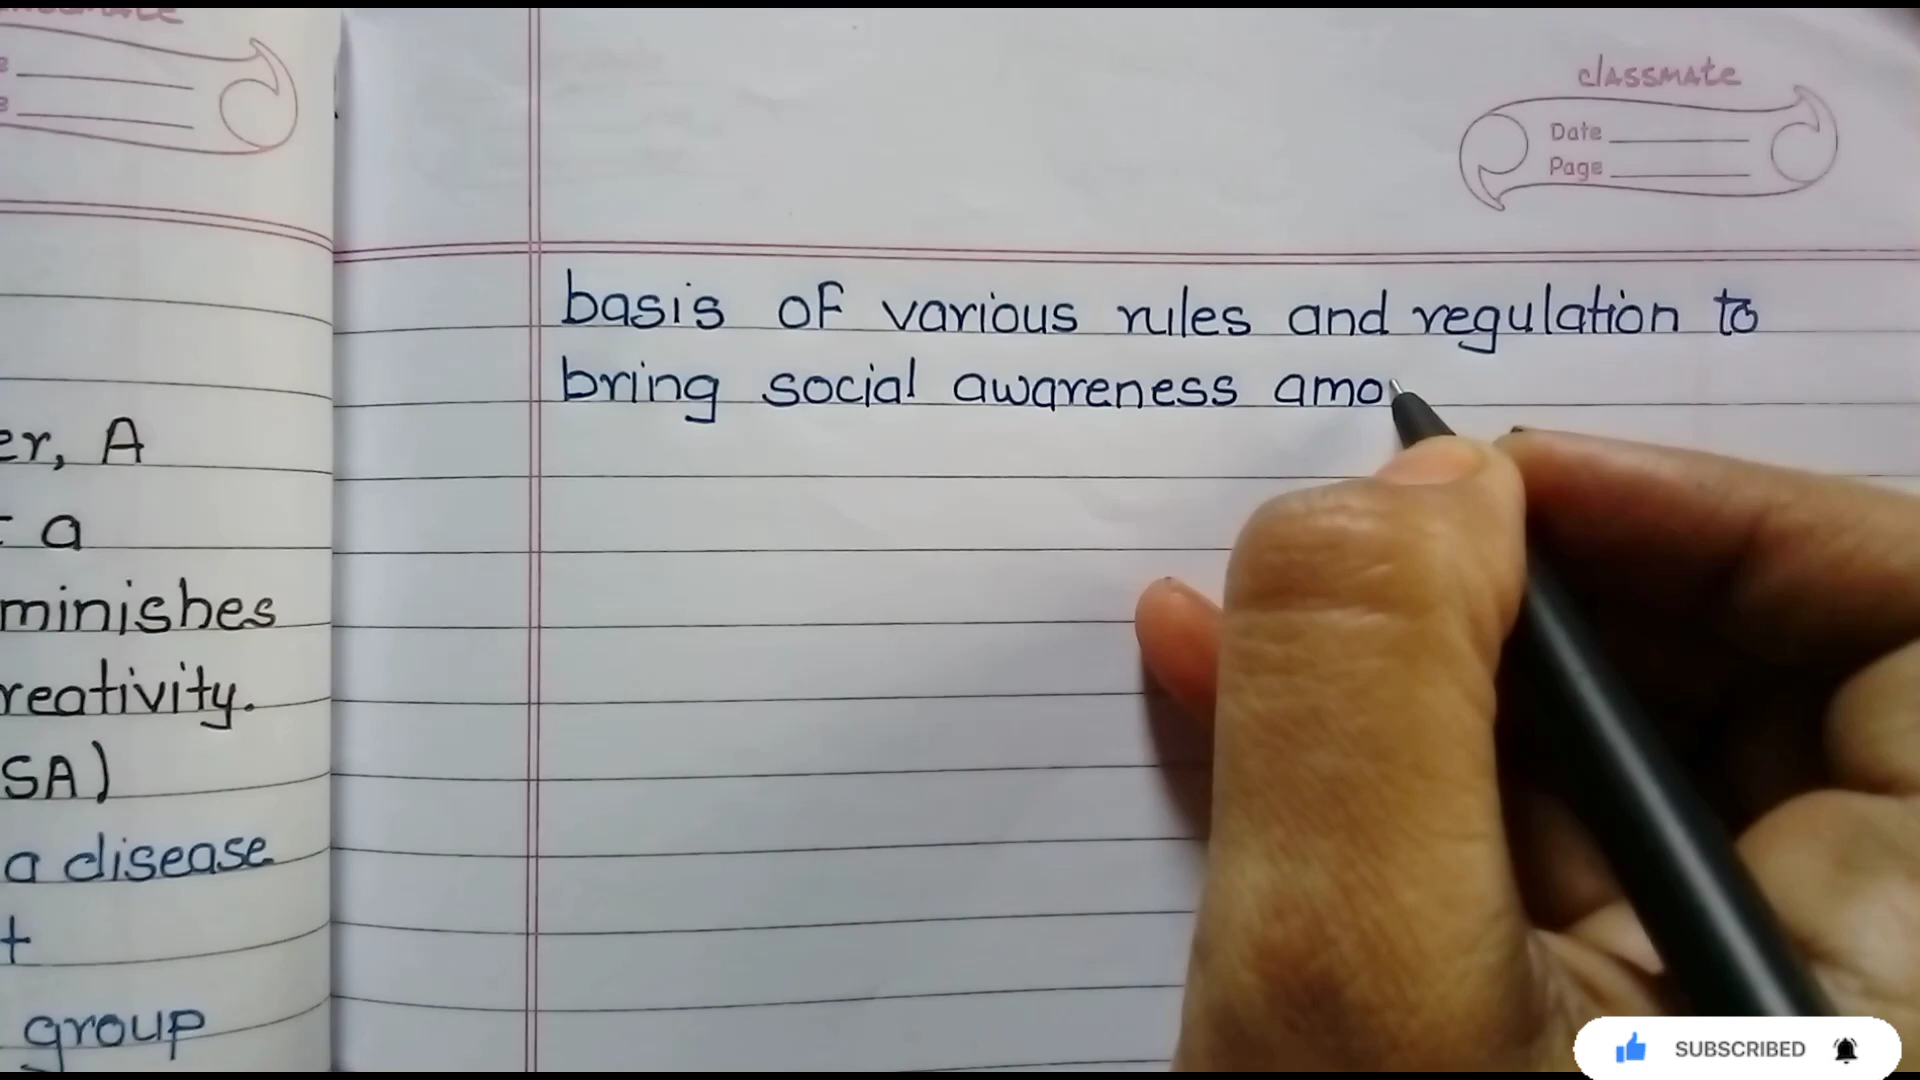 er, A
a
minishes
reativity.
SA)
a disease
t
group
classmate
Date
Page
basis of various rules and regulation to
bring social awareness amo
SUBSCRIBED